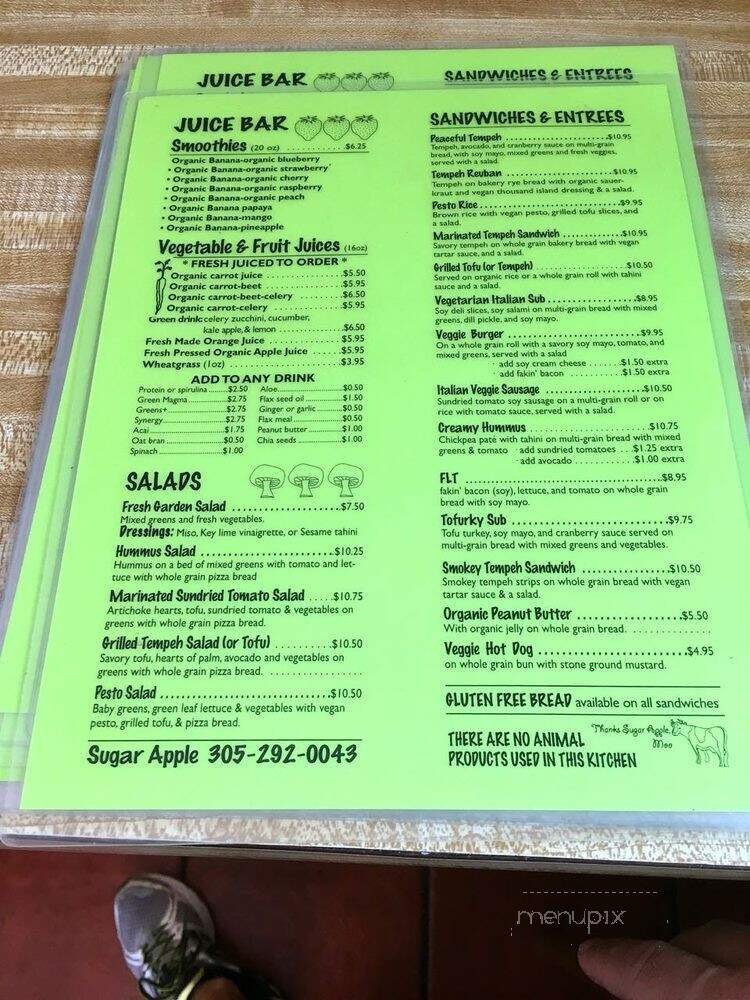 JUICE BAR
SANDWICHES & ENTREES
JUICE BAR
Smoothies (20 oz) ....................$6.25
Organic Banana-organic blueberry
• Organic Banana-organic strawberry
• Organic Banana-organic cherry
• Organic Banana-organic raspberry
• Organic Banana-organic peach
• Organic Banana papaya
• Organic Banana-mango
• Organic Banana-pineapple
Vegetable & Fruit Juices (16oz)
* FRESH JUICED TO ORDER *
Organic carrot juice ................$5.50
Organic carrot-beet ................$5.95
Organic carrot-beet-celery ........$6.50
Organic carrot-celery ..............$5.95
Green drink: celery zucchini, cucumber,
kale apple, & lemon ................$6.50
Fresh Made Orange Juice ..........$5.95
Fresh Pressed Organic Apple Juice .....$5.95
Wheatgrass (1oz) ...................$3.95
ADD TO ANY DRINK
Protein or spirulina ..$2.50 Aloe..................$0.50
Green Magma..........$2.75 Flax seed oil ........$1.50
Greens+..................$2.75 Ginger or garlic......$0.50
Synergy...................$2.75 Flax meal ............$0.50
Acai........................$1.75 Peanut butter........$1.00
Oat bran .................$0.50 Chia seeds ...........$1.00
Spinach ..................$1.00
SALADS
Fresh Garden Salad ....................$7.50
Mixed greens and fresh vegetables.
Dressings: Miso, Key lime vinaigrette, or Sesame tahini
Hummus Salad ........................$10.25
Hummus on a bed of mixed greens with tomato and let-
tuce with whole grain pizza bread
Marinated Sundried Tomato Salad .....$10.75
Artichoke hearts, tofu, sundried tomato & vegetables on
greens with whole grain pizza bread.
Grilled Tempeh Salad (or Tofu) ..........$10.50
Savory tofu, hearts of palm, avocado and vegetables on
greens with whole grain pizza bread. ..................
Pesto Salad ..............................$10.50
Baby greens, green leaf lettuce & vegetables with vegan
pesto, grilled tofu, & pizza bread.
Sugar Apple 305-292-0043
SANDWICHES & ENTREES
Peaceful Tempeh ......................$10.95
Tempeh, avocado, and cranberry sauce on multi-grain
bread, with soy mayo, mixed greens and fresh veggies,
served with a salad
Tempeh Reuban ........................$10.95
Tempeh on bakery rye bread with organic sauer-
kraut and vegan thousand island dressing & a salad.
Pesto Rice..............................$9.95
Brown rice with vegan pesto, grilled tofu slices, and
a salad.
Marinated Tempeh Sandwich .............$10.95
Savory tempeh on whole grain bakery bread with vegan
tartar sauce, and a salad.
Grilled Tofu (or Tempeh) ..................$10.50
Served on organic rice or a whole grain roll with tahini
sauce and a salad.
Vegetarian Italian Sub..................$8.95
Soy deli slices, soy salami on multi-grain bread with mixed
greens, dill pickle, and soy mayo.
Veggie Burger ..........................$9.95
On a whole grain roll with a savory soy mayo, tomato, and
mixed greens, served with a salad
· add soy cream cheese ......$1.50 extra
· add fakin' bacon ...........$1.50 extra
Italian Veggie Sausage....................$10.50
Sundried tomato soy sausage on a multi-grain roll or on
rice with tomato sauce, served with a salad.
Creamy Hummus ........................$10.75
Chickpea paté with tahini on multi-grain bread with mixed
greens & tomato · add sundried tomatoes ....$1.25 extra
· add avocado ..............$1.00 extra
FLT ....................................$8.95
fakin' bacon (soy), lettuce, and tomato on whole grain
bread with soy mayo.
Tofurky Sub ............................$9.75
Tofu turkey, soy mayo, and cranberry sauce served on
multi-grain bread with mixed greens and vegetables.
Smokey Tempeh Sandwich ................$10.50
Smokey tempeh strips on whole grain bread with vegan
tartar sauce & a salad.
Organic Peanut Butter ....................$5.50
With organic jelly on whole grain bread. ............
Veggie Hot Dog .........................$4.95
on whole grain bun with stone ground mustard.
GLUTEN FREE BREAD available on all sandwiches
THERE ARE NO ANIMAL
PRODUCTS USED IN THIS KITCHEN
Thanks Sugar Apple,
Moo
menupix